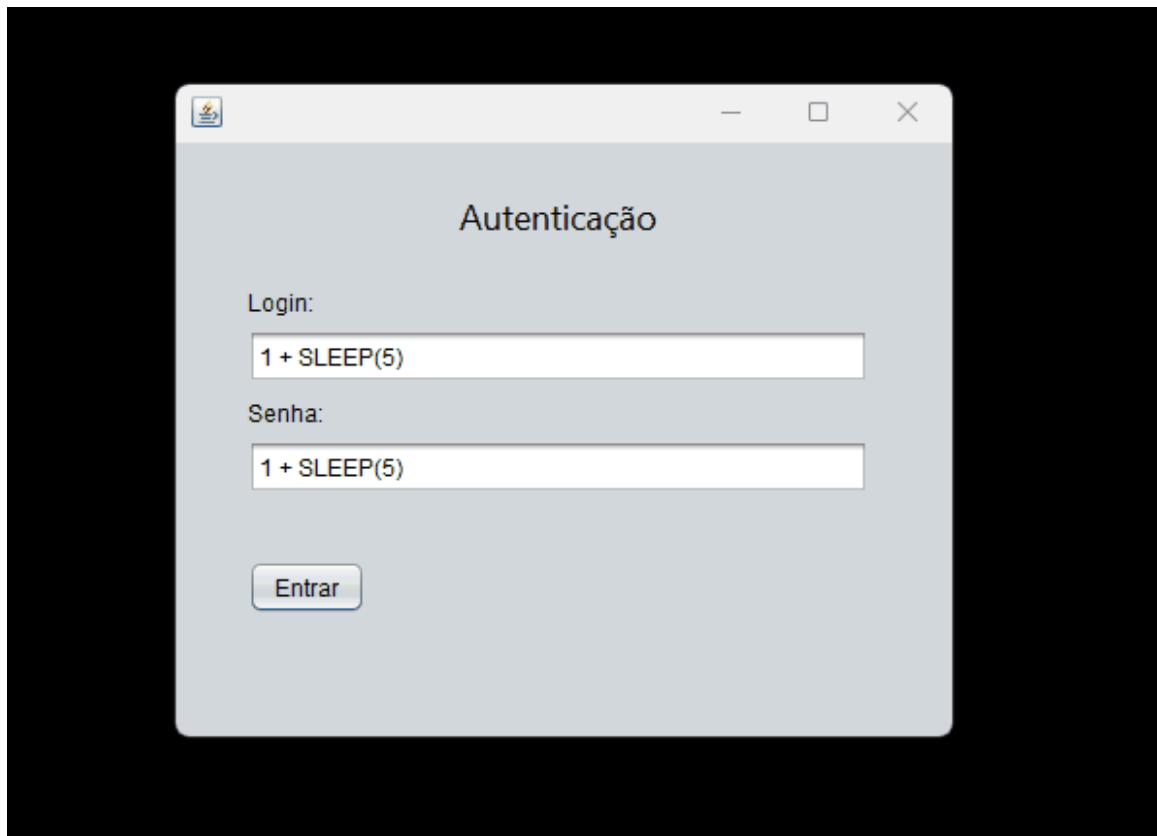 Autenticação
Login:
1 + SLEEP(5)
Senha:
1 + SLEEP(5)
Entrar